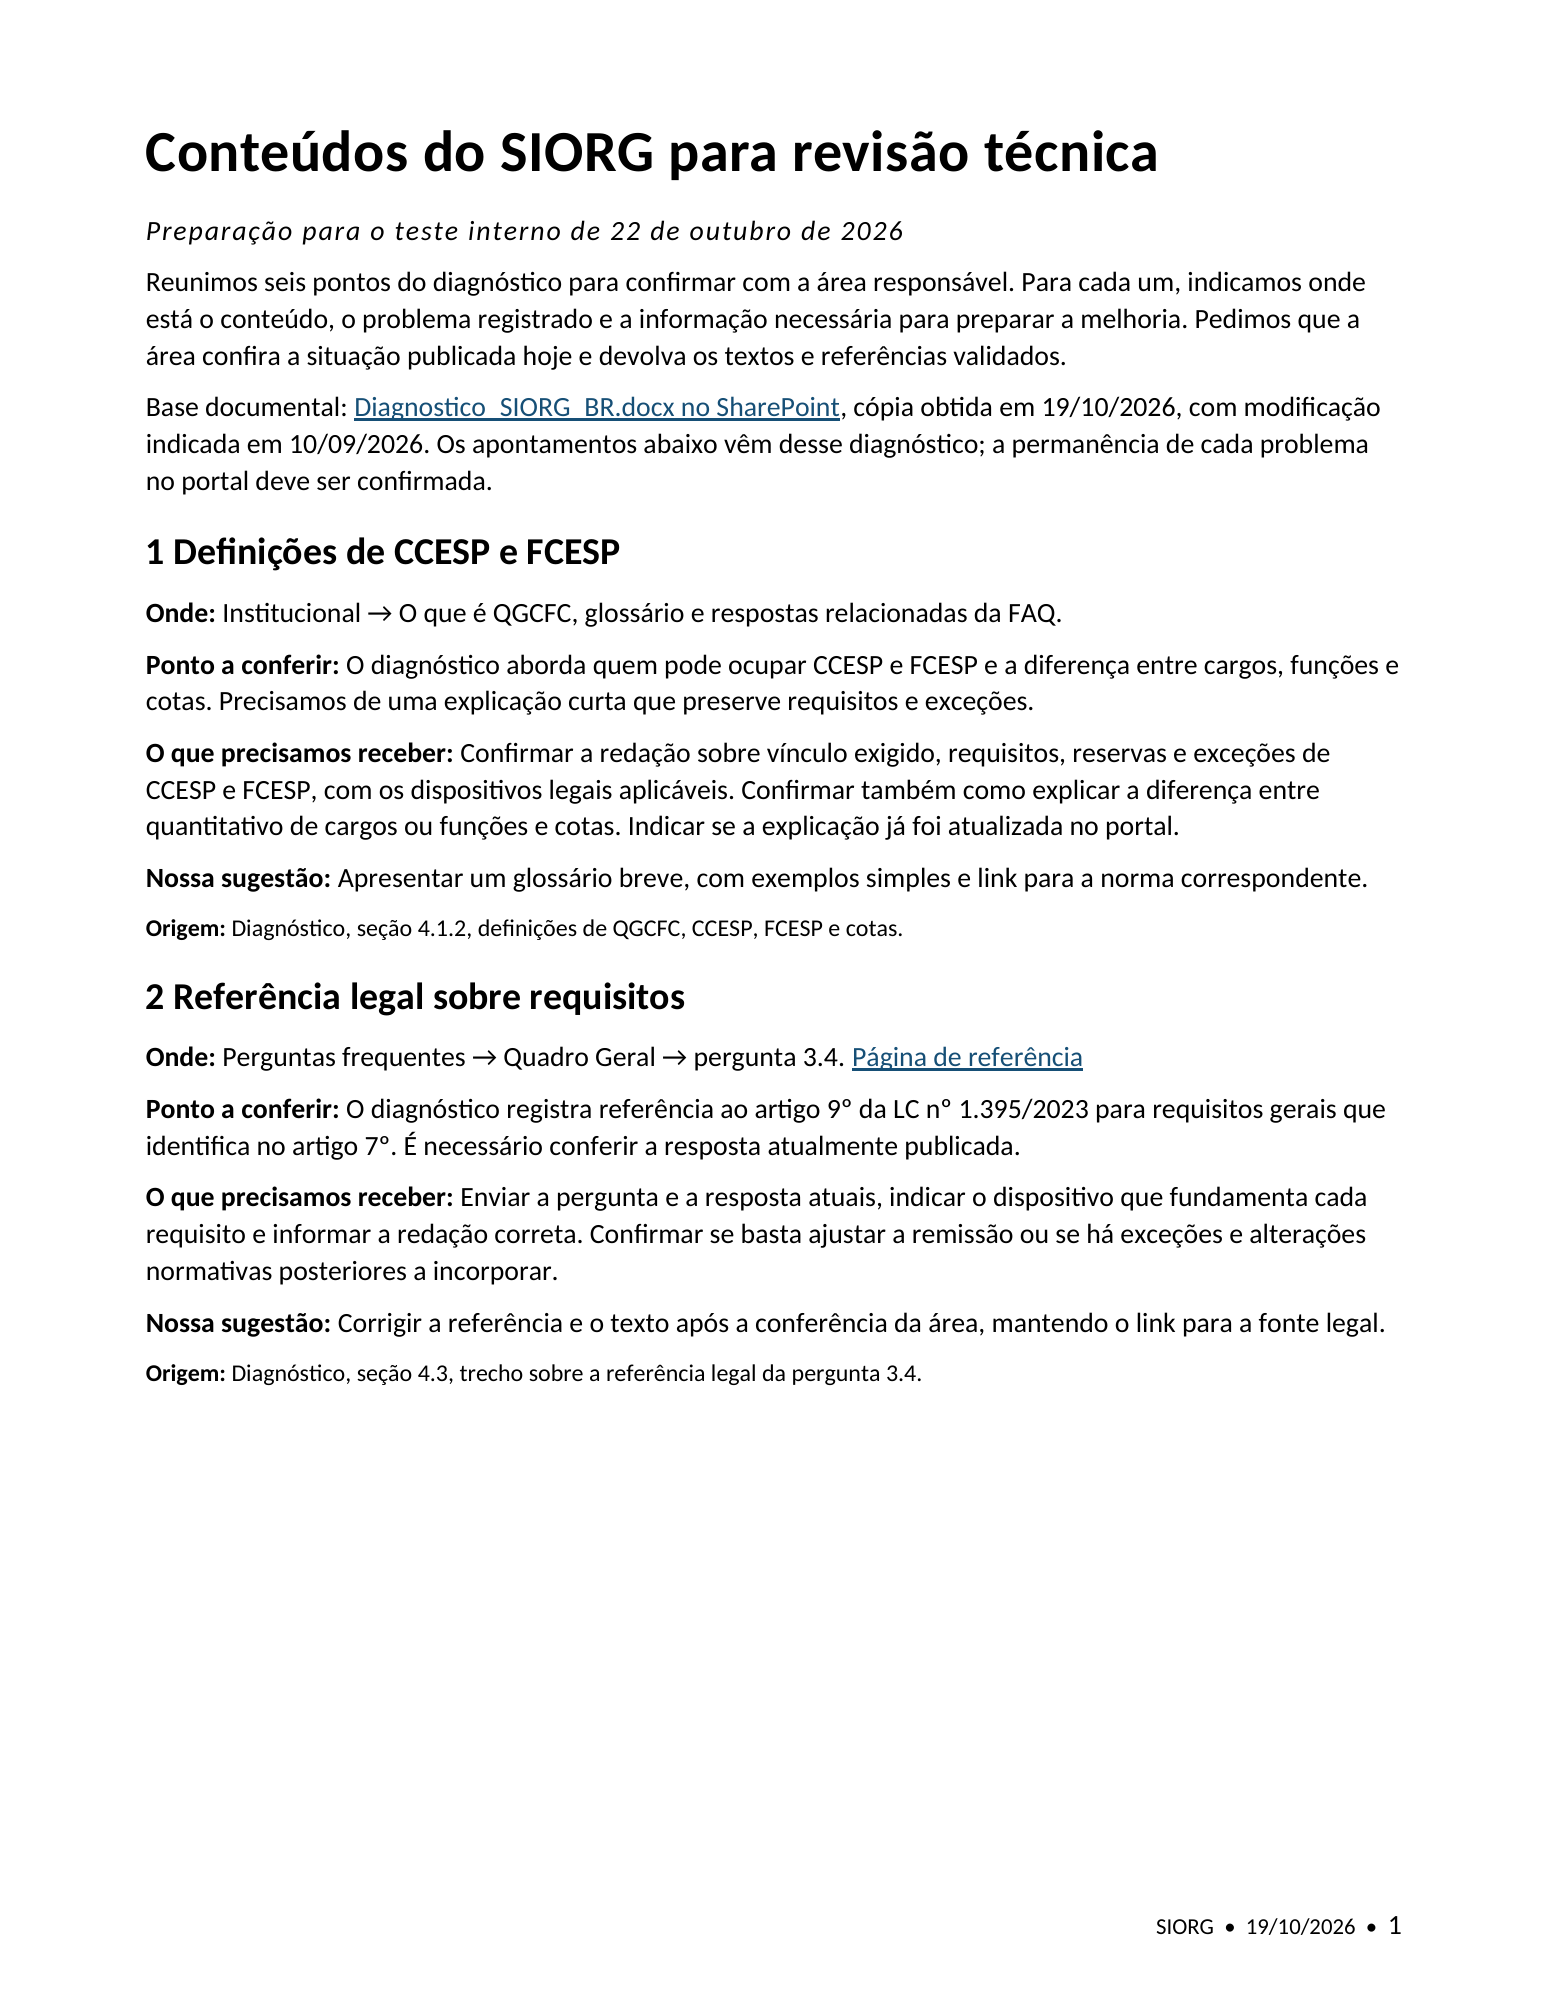 Conteúdos do SIORG para revisão técnica
Preparação para o teste interno de 22 de outubro de 2026
Reunimos seis pontos do diagnóstico para confirmar com a área responsável. Para cada um, indicamos onde
está o conteúdo, o problema registrado e a informação necessária para preparar a melhoria. Pedimos que a
área confira a situação publicada hoje e devolva os textos e referências validados.
Base documental: Diagnostico_SIORG_BR.docx no SharePoint, cópia obtida em 19/10/2026, com modificação
indicada em 10/09/2026. Os apontamentos abaixo vêm desse diagnóstico; a permanência de cada problema
no portal deve ser confirmada.
1 Definições de CCESP e FCESP
Onde: Institucional → O que é QGCFC, glossário e respostas relacionadas da FAQ.
Ponto a conferir: O diagnóstico aborda quem pode ocupar CCESP e FCESP e a diferença entre cargos, funções e
cotas. Precisamos de uma explicação curta que preserve requisitos e exceções.
O que precisamos receber: Confirmar a redação sobre vínculo exigido, requisitos, reservas e exceções de
CCESP e FCESP, com os dispositivos legais aplicáveis. Confirmar também como explicar a diferença entre
quantitativo de cargos ou funções e cotas. Indicar se a explicação já foi atualizada no portal.
Nossa sugestão: Apresentar um glossário breve, com exemplos simples e link para a norma correspondente.
Origem: Diagnóstico, seção 4.1.2, definições de QGCFC, CCESP, FCESP e cotas.
2 Referência legal sobre requisitos
Onde: Perguntas frequentes → Quadro Geral → pergunta 3.4. Página de referência
Ponto a conferir: O diagnóstico registra referência ao artigo 9º da LC nº 1.395/2023 para requisitos gerais que
identifica no artigo 7º. É necessário conferir a resposta atualmente publicada.
O que precisamos receber: Enviar a pergunta e a resposta atuais, indicar o dispositivo que fundamenta cada
requisito e informar a redação correta. Confirmar se basta ajustar a remissão ou se há exceções e alterações
normativas posteriores a incorporar.
Nossa sugestão: Corrigir a referência e o texto após a conferência da área, mantendo o link para a fonte legal.
Origem: Diagnóstico, seção 4.3, trecho sobre a referência legal da pergunta 3.4.
SIORG • 19/10/2026 • 1